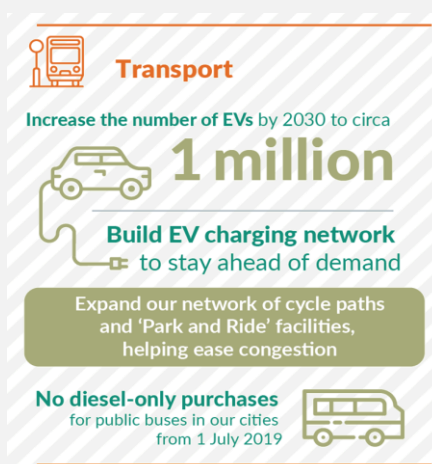 Transport
Increase the number of EVs by 2030 to circa
1 million
Build EV charging network
to stay ahead of demand
Expand our network of cycle paths
and ‘Park and Ride’ facilities,
helping ease congestion
No diesel-only purchases
for public buses in our cities
from 1 July 2019